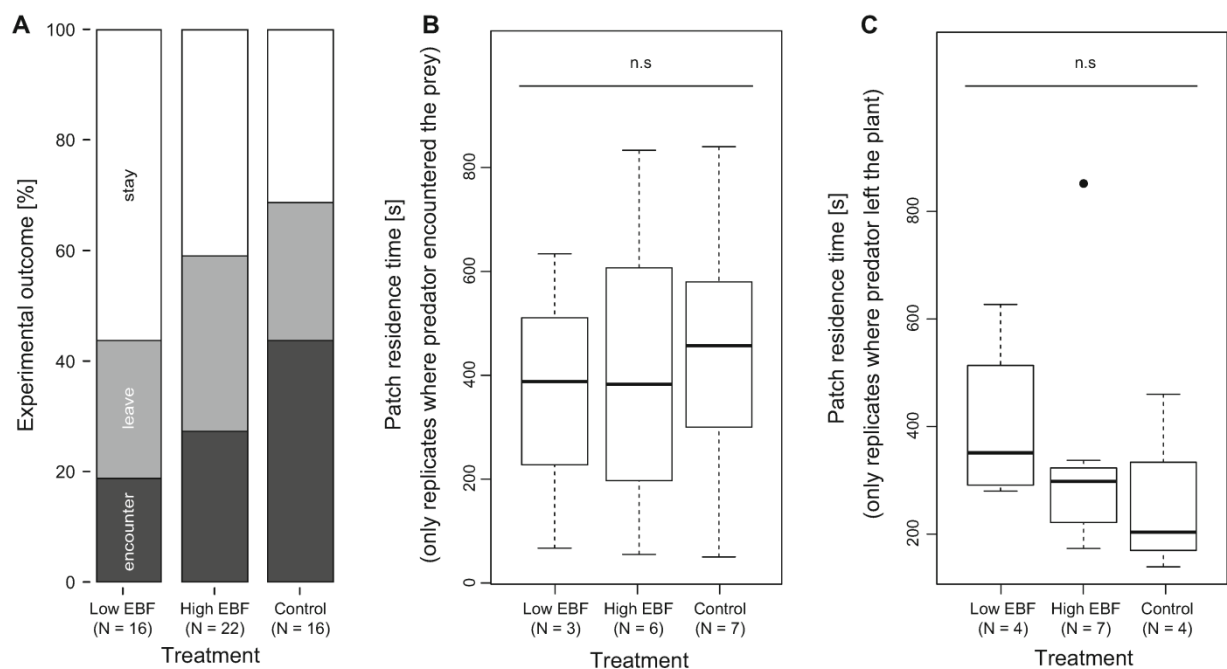 A
Experimental outcome [%]
100
80
60
40
20
0
stay
leave
encounter
Low EBF
(N = 16)
High EBF
(N = 22)
Control
(N = 16)
Treatment
B
Patch residence time [s]
(only replicates where predator encountered the prey)
n.s
800
600
400
200
0
Low EBF
(N = 3)
High EBF
(N = 6)
Control
(N = 7)
Treatment
C
Patch residence time [s]
(only replicates where predator left the plant)
n.s
800
600
400
200
Low EBF
(N = 4)
High EBF
(N = 7)
Control
(N = 4)
Treatment